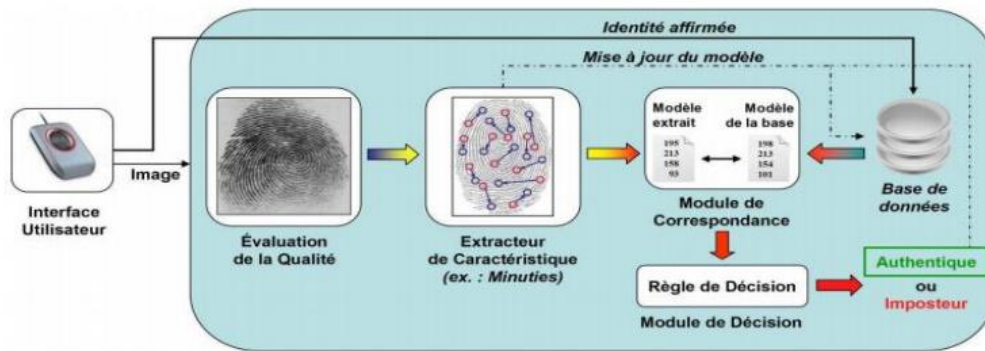 Identité affirmée
Mise à jour du modèle
Modèle
extrait
Modèle
de la base
195
213
158
93
198
213
154
101
Image
Interface
Utilisateur
Évaluation
de la Qualité
Extracteur
de Caractéristique
(ex. : Minuties)
Module de
Correspondance
Base de
données
Règle de Décision
Module de Décision
Authentique
ou
Imposteur